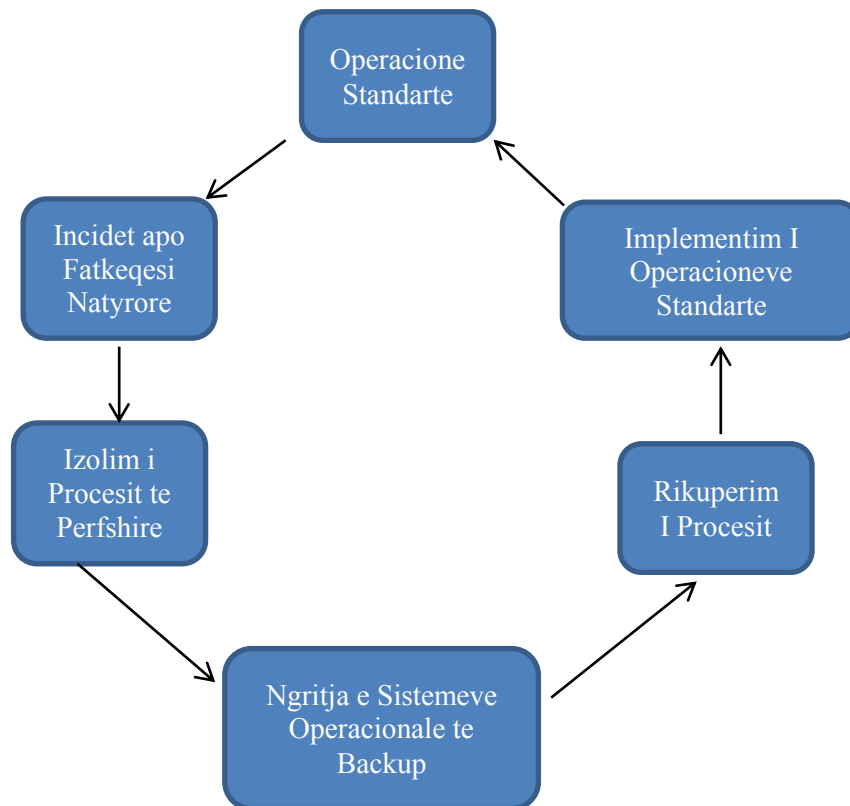 Operacione
Standarte
Incidet apo
Fatkeqesi
Natyrore
Implementim I
Operacioneve
Standarte
Izolim i
Procesit te
Perfshire
Rikuperim
I Procesit
Ngritja e Sistemeve
Operacionale te
Backup